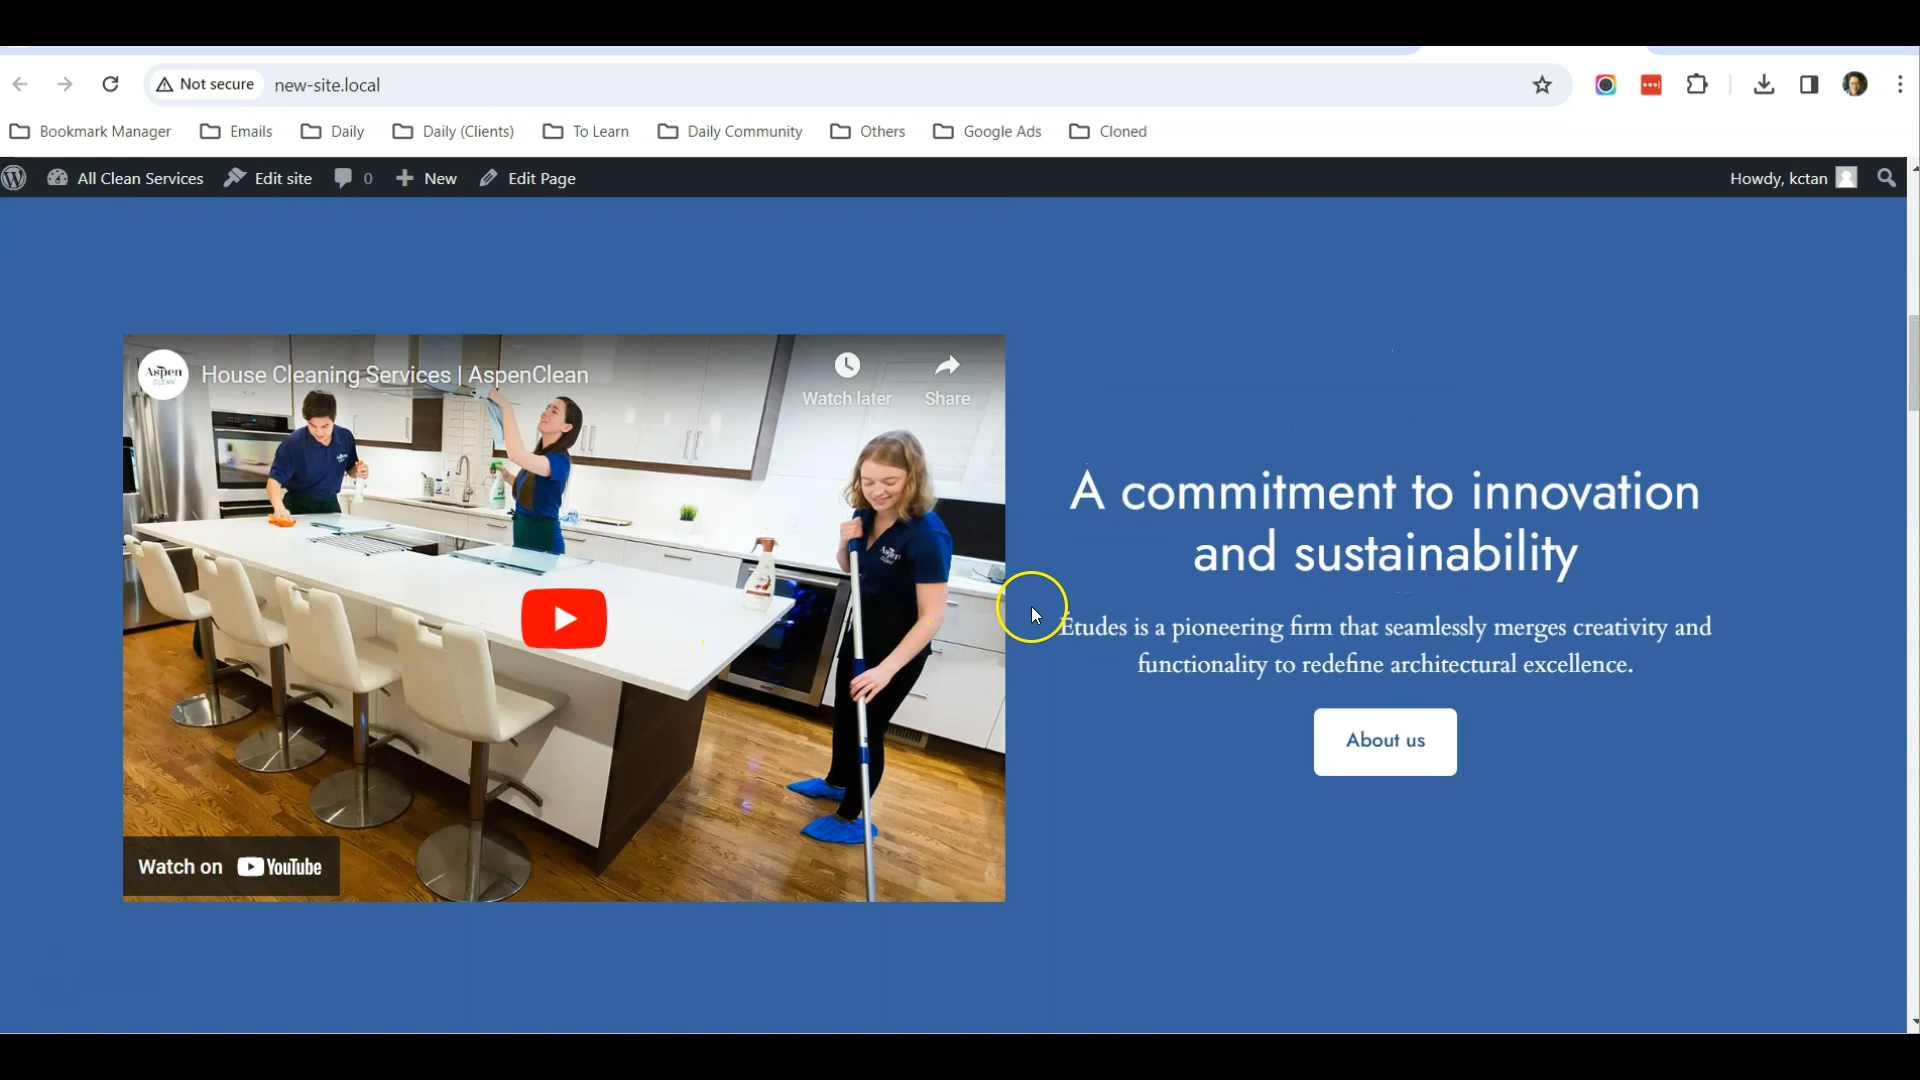 Not secure new-site.local
Bookmark Manager Emails Daily Daily (Clients) To Learn Daily Community Others Google Ads Cloned
All Clean Services Edit site 0 New Edit Page Howdy, kctan
Aspen
CLEAN
House Cleaning Services | AspenClean
Watch later Share
Watch on YouTube
A commitment to innovation
and sustainability
Études is a pioneering firm that seamlessly merges creativity and
functionality to redefine architectural excellence.
About us